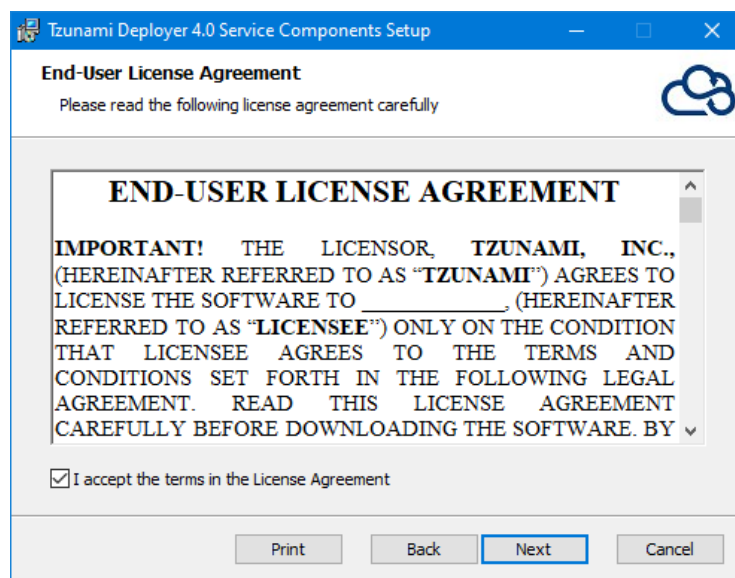 Tzunami Deployer 4.0 Service Components Setup
End-User License Agreement
Please read the following license agreement carefully
END-USER LICENSE AGREEMENT
IMPORTANT! THE LICENSOR, TZUNAMI, INC.,
(HEREINAFTER REFERRED TO AS “TZUNAMI”) AGREES TO
LICENSE THE SOFTWARE TO _____________, (HEREINAFTER
REFERRED TO AS “LICENSEE”) ONLY ON THE CONDITION
THAT LICENSEE AGREES TO THE TERMS AND
CONDITIONS SET FORTH IN THE FOLLOWING LEGAL
AGREEMENT. READ THIS LICENSE AGREEMENT
CAREFULLY BEFORE DOWNLOADING THE SOFTWARE. BY
I accept the terms in the License Agreement
Print Back Next Cancel